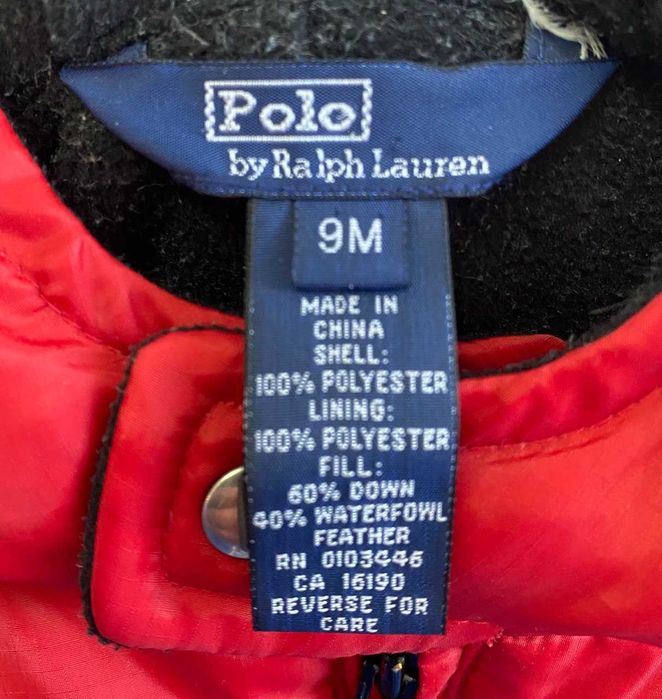 Polo
by Ralph Lauren
9M
MADE IN
CHINA
SHELL:
100% POLYESTER
LINING:
100% POLYESTER
FILL:
60% DOWN
40% WATERFOWL
FEATHER
RN 0103446
CA 16190
REVERSE FOR
CARE